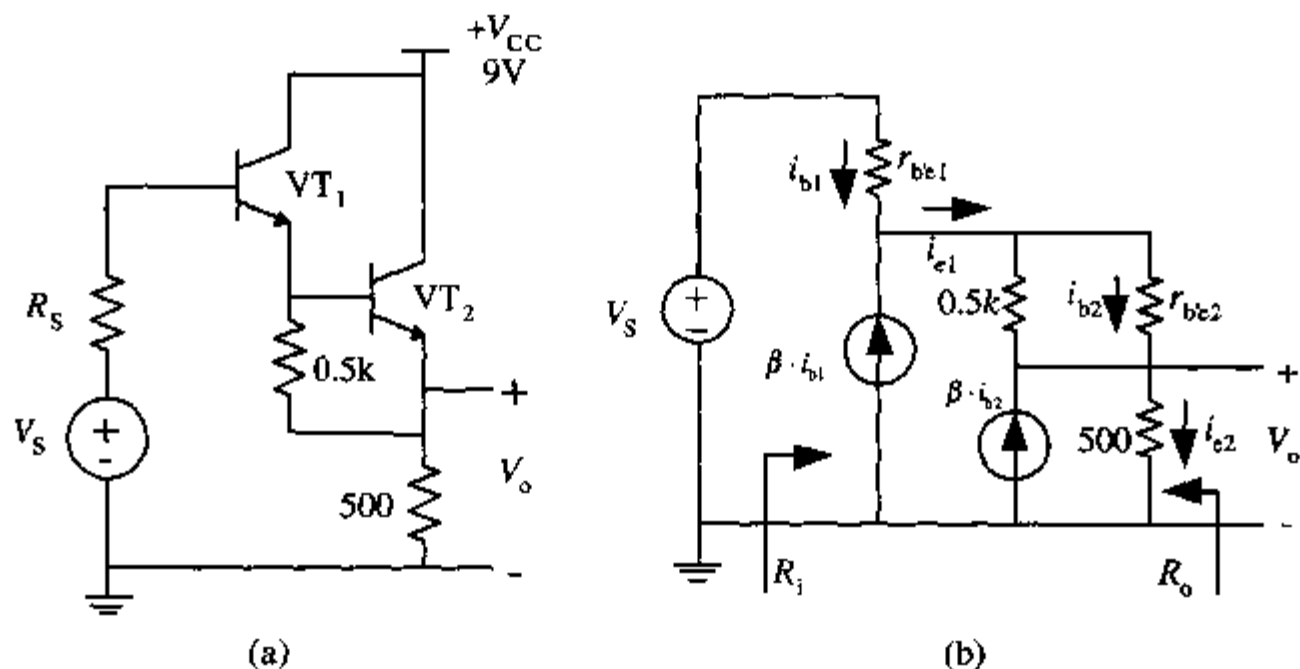 +V_CC
9V
VT_1
R_S
VT_2
0.5k
V_S
+
-
+
V_o
500
-
(a)
i_b1
r_b'e1
i_e1
V_S
+
-
0.5k
i_b2
r_b'e2
β·i_b1
β·i_b2
500
i_e2
+
V_o
-
R_i
R_o
(b)